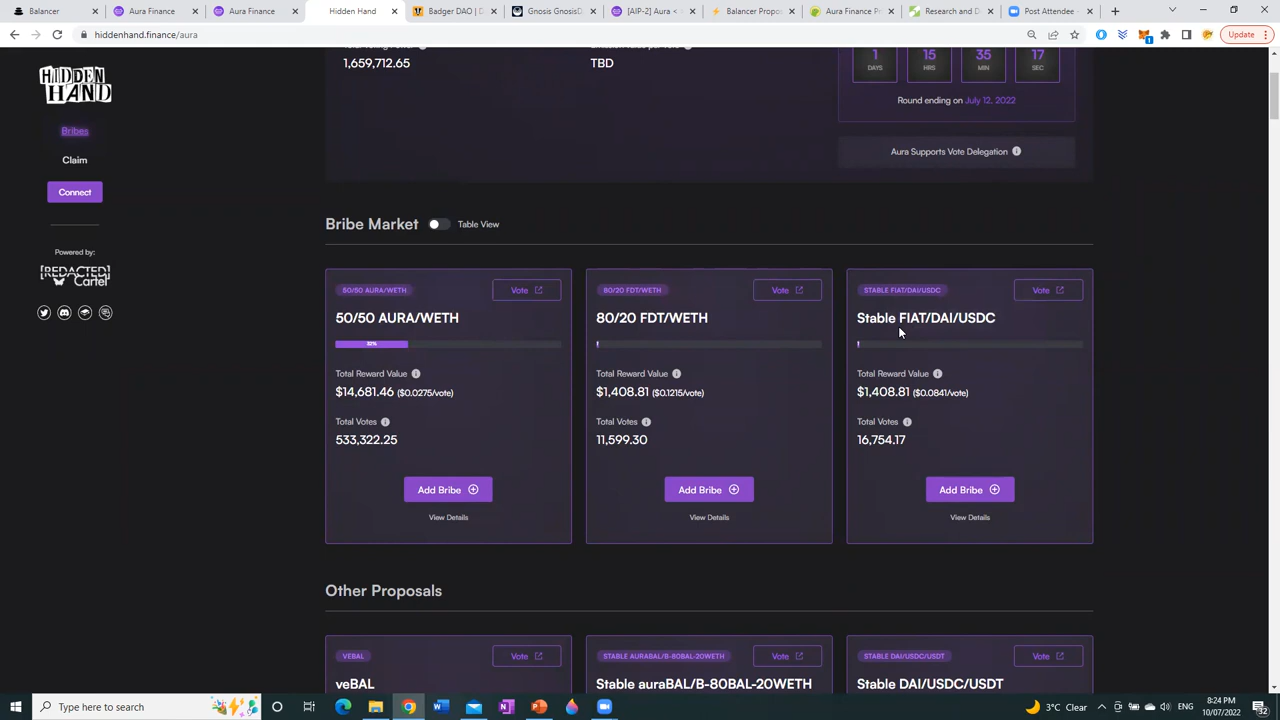 Balancer
Aura Finance
Aura Finance
Hidden Hand
Badger DAO | D
Gnosis GnosisD
[AIP-2] Aura <
Balancer Propos
Aura Finance Pr
Research and D
Post Attendee -
hiddenhand.finance/aura
Update
HIDDEN
HAND
Bribes
Claim
Connect
Powered by:
[REDACTED]
Cartel
1,659,712.65
TBD
1
DAYS
15
HRS
35
MIN
17
SEC
Round ending on July 12, 2022
Aura Supports Vote Delegation
Bribe Market
Table View
50/50 AURA/WETH
Vote
50/50 AURA/WETH
32%
Total Reward Value
$14,681.46 ($0.0275/vote)
Total Votes
533,322.25
Add Bribe
View Details
80/20 FDT/WETH
Vote
80/20 FDT/WETH
Total Reward Value
$1,408.81 ($0.1215/vote)
Total Votes
11,599.30
Add Bribe
View Details
STABLE FIAT/DAI/USDC
Vote
Stable FIAT/DAI/USDC
Total Reward Value
$1,408.81 ($0.0841/vote)
Total Votes
16,754.17
Add Bribe
View Details
Other Proposals
VEBAL
Vote
veBAL
STABLE AURABAL/B-80BAL-20WETH
Vote
Stable auraBAL/B-80BAL-20WETH
STABLE DAI/USDC/USDT
Vote
Stable DAI/USDC/USDT
Type here to search
3°C Clear
8:24 PM
10/07/2022
32